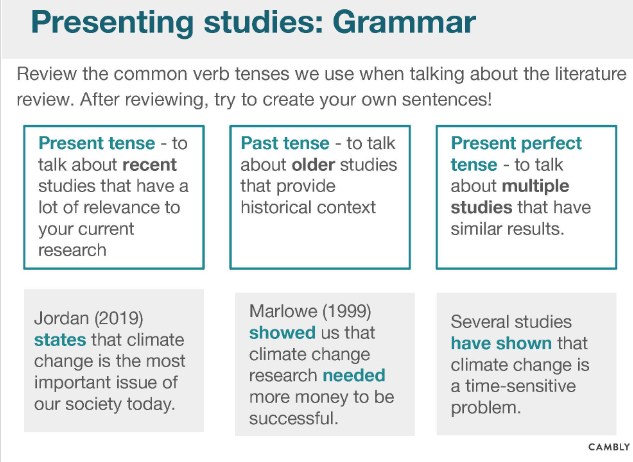 Presenting studies: Grammar
Review the common verb tenses we use when talking about the literature
review. After reviewing, try to create your own sentences!
Present tense - to
talk about recent
studies that have a
lot of relevance to
your current
research
Past tense - to talk
about older studies
that provide
historical context
Present perfect
tense - to talk
about multiple
studies that have
similar results.
Jordan (2019)
states that climate
change is the most
important issue of
our society today.
Marlowe (1999)
showed us that
climate change
research needed
more money to be
successful.
Several studies
have shown that
climate change is
a time-sensitive
problem.
CAMBLY